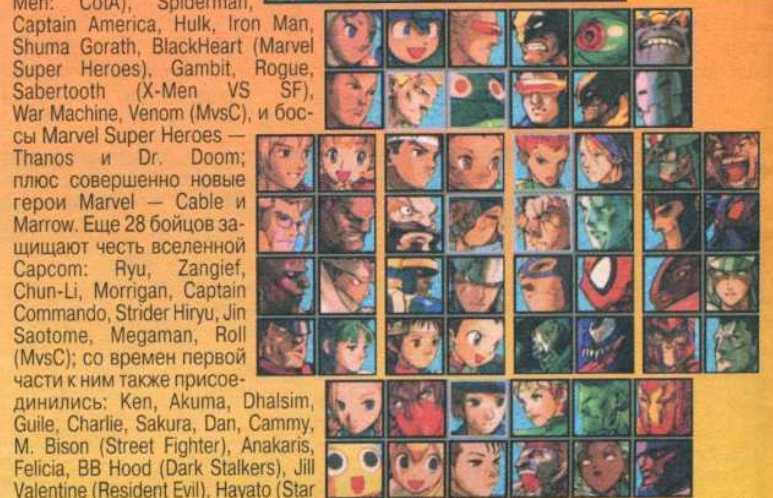 Men: CotA), Spiderman,
Captain America, Hulk, Iron Man,
Shuma Gorath, BlackHeart (Marvel
Super Heroes), Gambit, Rogue,
Sabertooth (X-Men VS SF),
War Machine, Venom (MvsC), и бос-
сы Marvel Super Heroes —
Thanos и Dr. Doom;
плюс совершенно новые
герои Marvel — Cable и
Marrow. Еще 28 бойцов за-
щищают честь вселенной
Capcom: Ryu, Zangief,
Chun-Li, Morrigan, Captain
Commando, Strider Hiryu, Jin
Saotome, Megaman, Roll
(MvsC); со времен первой
части к ним также присое-
динились: Ken, Akuma, Dhalsim,
Guile, Charlie, Sakura, Dan, Cammy,
M. Bison (Street Fighter), Anakaris,
Felicia, BB Hood (Dark Stalkers), Jill
Valentine (Resident Evil), Hayato (Star